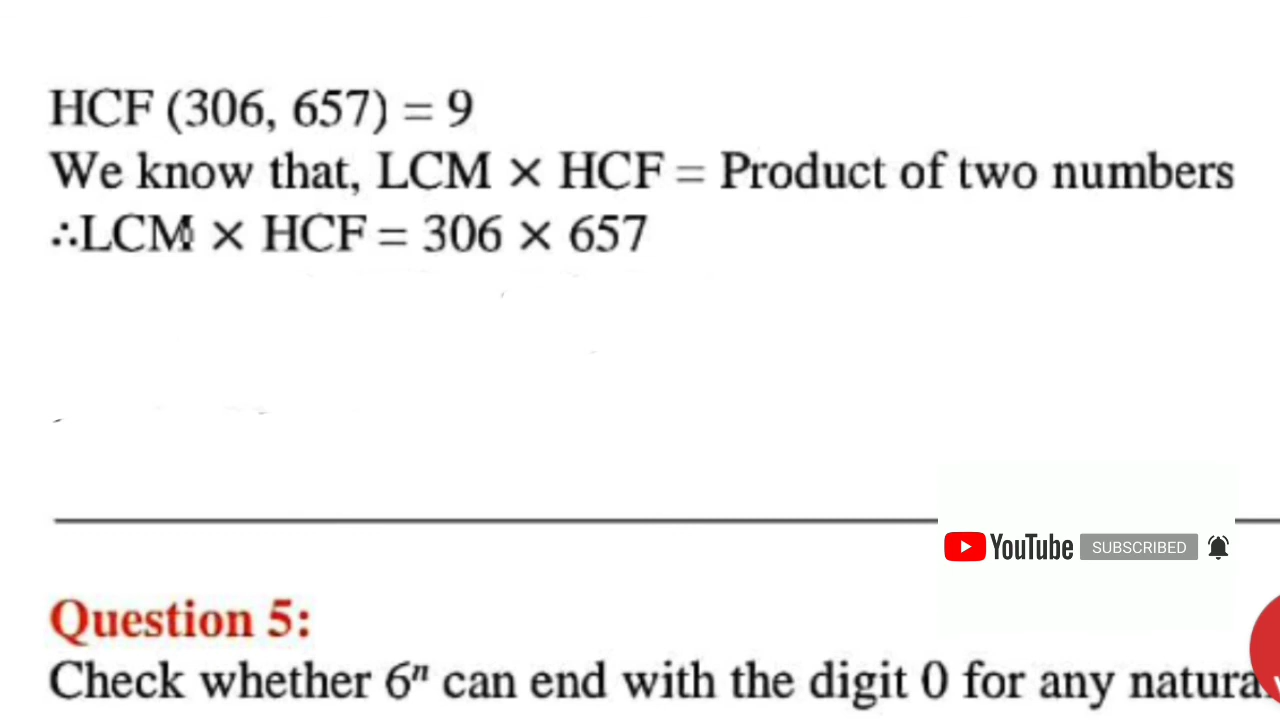 HCF (306, 657) = 9
We know that, LCM × HCF = Product of two numbers
∴LCM × HCF = 306 × 657
YouTube SUBSCRIBED
Question 5:
Check whether 6ⁿ can end with the digit 0 for any